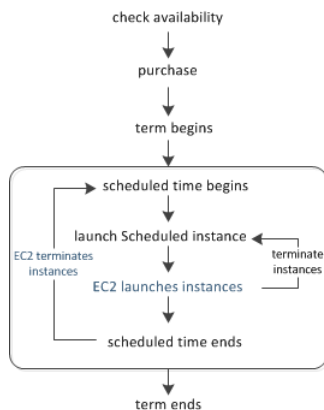 check availability
purchase
term begins
scheduled time begins
launch Scheduled instance
EC2 terminates
instances
terminate
instances
EC2 launches instances
scheduled time ends
term ends